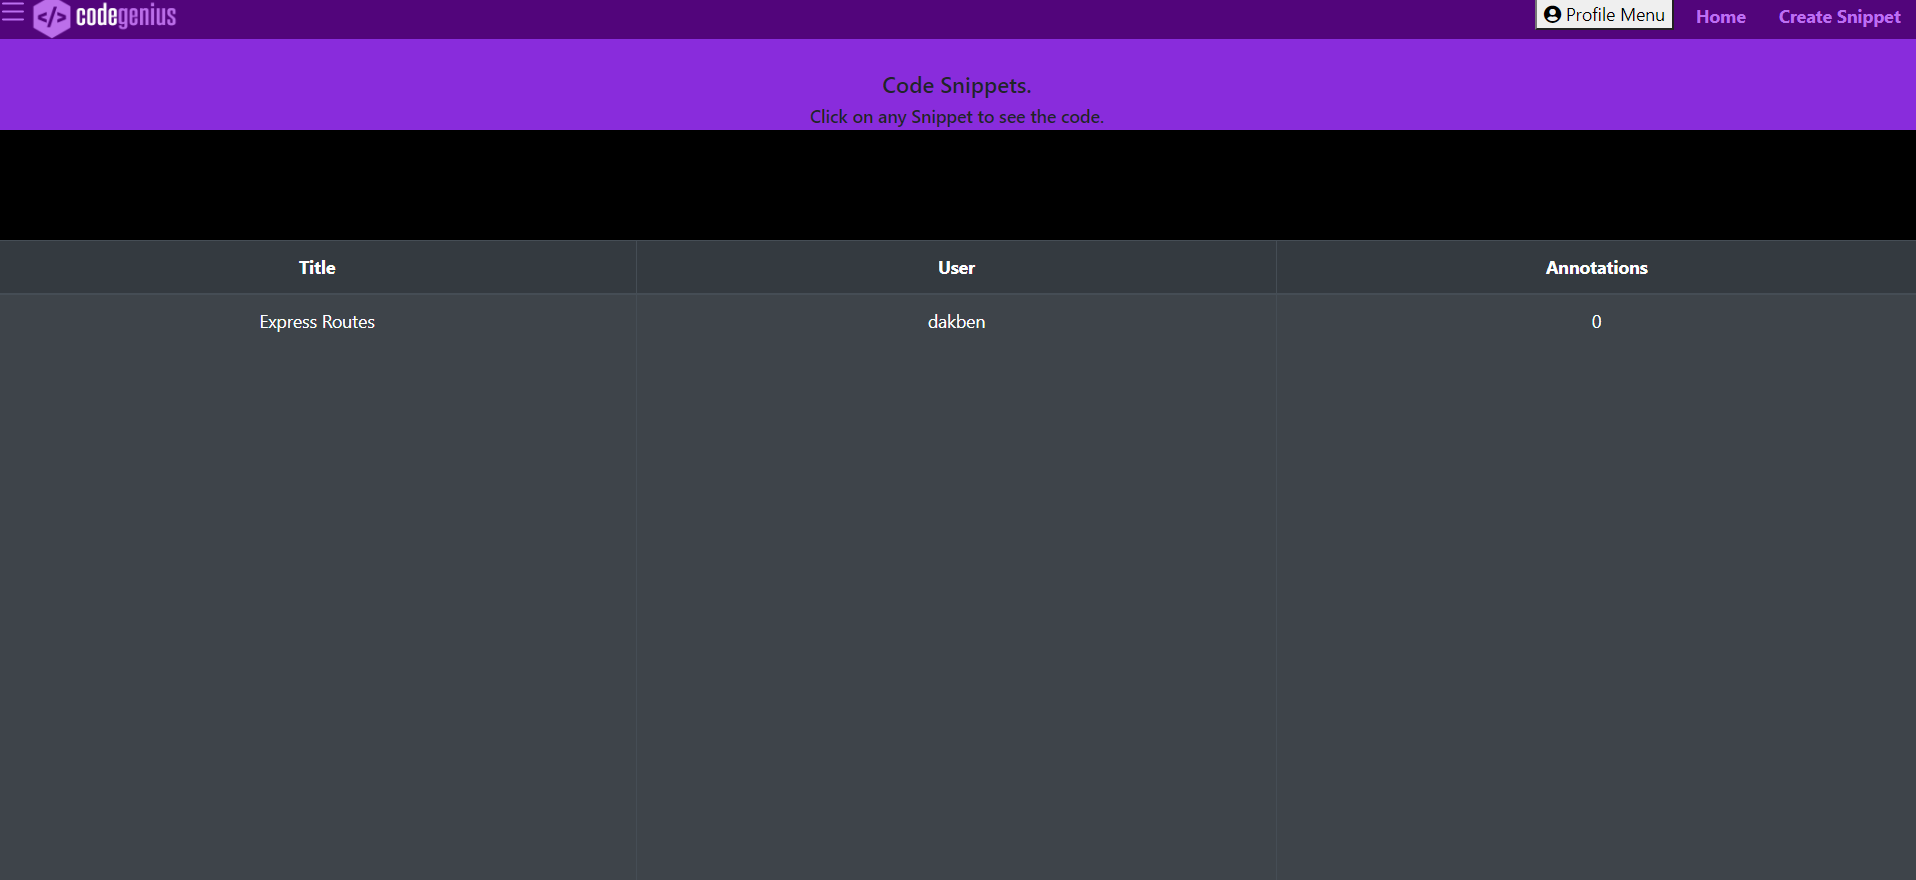 </> codegenius
Profile Menu
Home
Create Snippet
Code Snippets.
Click on any Snippet to see the code.
Title
User
Annotations
Express Routes
dakben
0